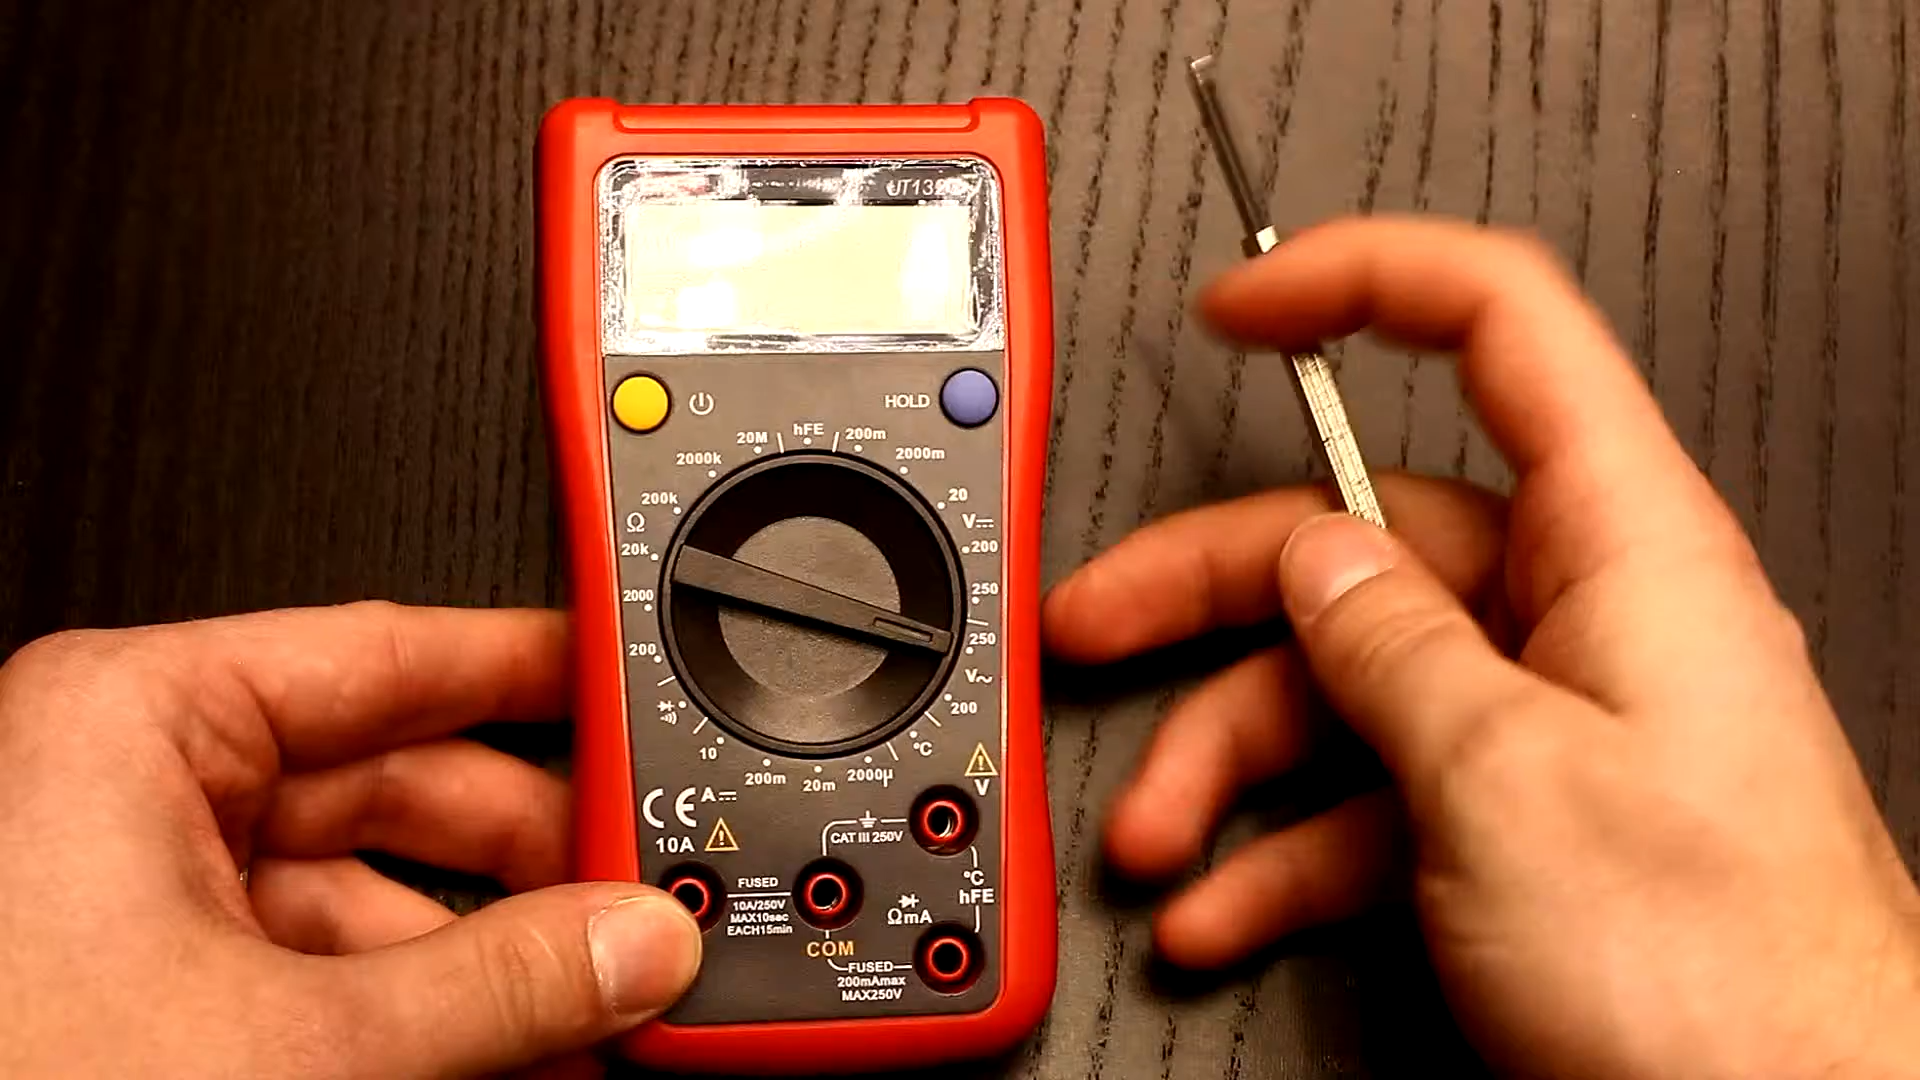 HOLD
hFE
20M
200m
2000k
2000m
200k
20
Ω
V⎓
20k
200
2000
250
250
200
V~
200
10
°C
200m
20m
2000µ
A⎓
CE
V
10A
CAT III 250V
°C
hFE
FUSED
10A/250V
MAX10sec
EACH15min
ΩmA
COM
FUSED
200mAmax
MAX250V